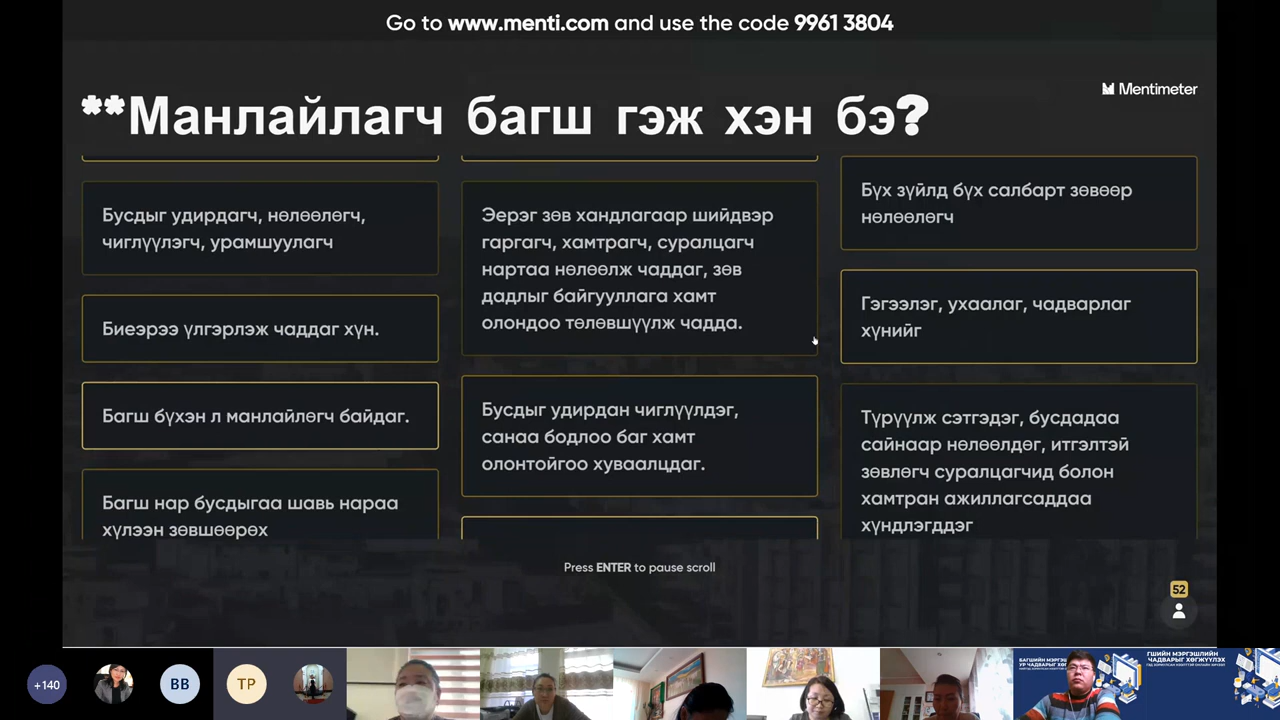 Go to www.menti.com and use the code 9961 3804
Mentimeter
**Манлайлагч багш гэж хэн бэ?
Бусдыг удирдагч, нөлөөлөгч,
чиглүүлэгч, урамшуулагч
Биеэрээ үлгэрлэж чаддаг хүн.
Багш бүхэн л манлайлөгч байдаг.
Багш нар бусдыгаа шавь нараа
хүлээн зөвшөөрөх
Эерэг зөв хандлагаар шийдвэр
гаргагч, хамтрагч, суралцагч
нартаа нөлөөлж чаддаг, зөв
дадлыг байгууллага хамт
олондоо төлөвшүүлж чадда.
Бусдыг удирдан чиглүүлдэг,
санаа бодлоо баг хамт
олонтойгоо хуваалцдаг.
Бүх зүйлд бүх салбарт зөвөөр
нөлөөлөгч
Гэгээлэг, ухаалаг, чадварлаг
хүнийг
Түрүүлж сэтгэдэг, бусдадаа
сайнаар нөлөөлдөг, итгэлтэй
зөвлөгч суралцагчид болон
хамтран ажиллагсаддаа
хүндлэгддэг
Press ENTER to pause scroll
52
+140
BB
TP
ЧАДВАРЫГ ХӨГЖҮҮЛЭХ